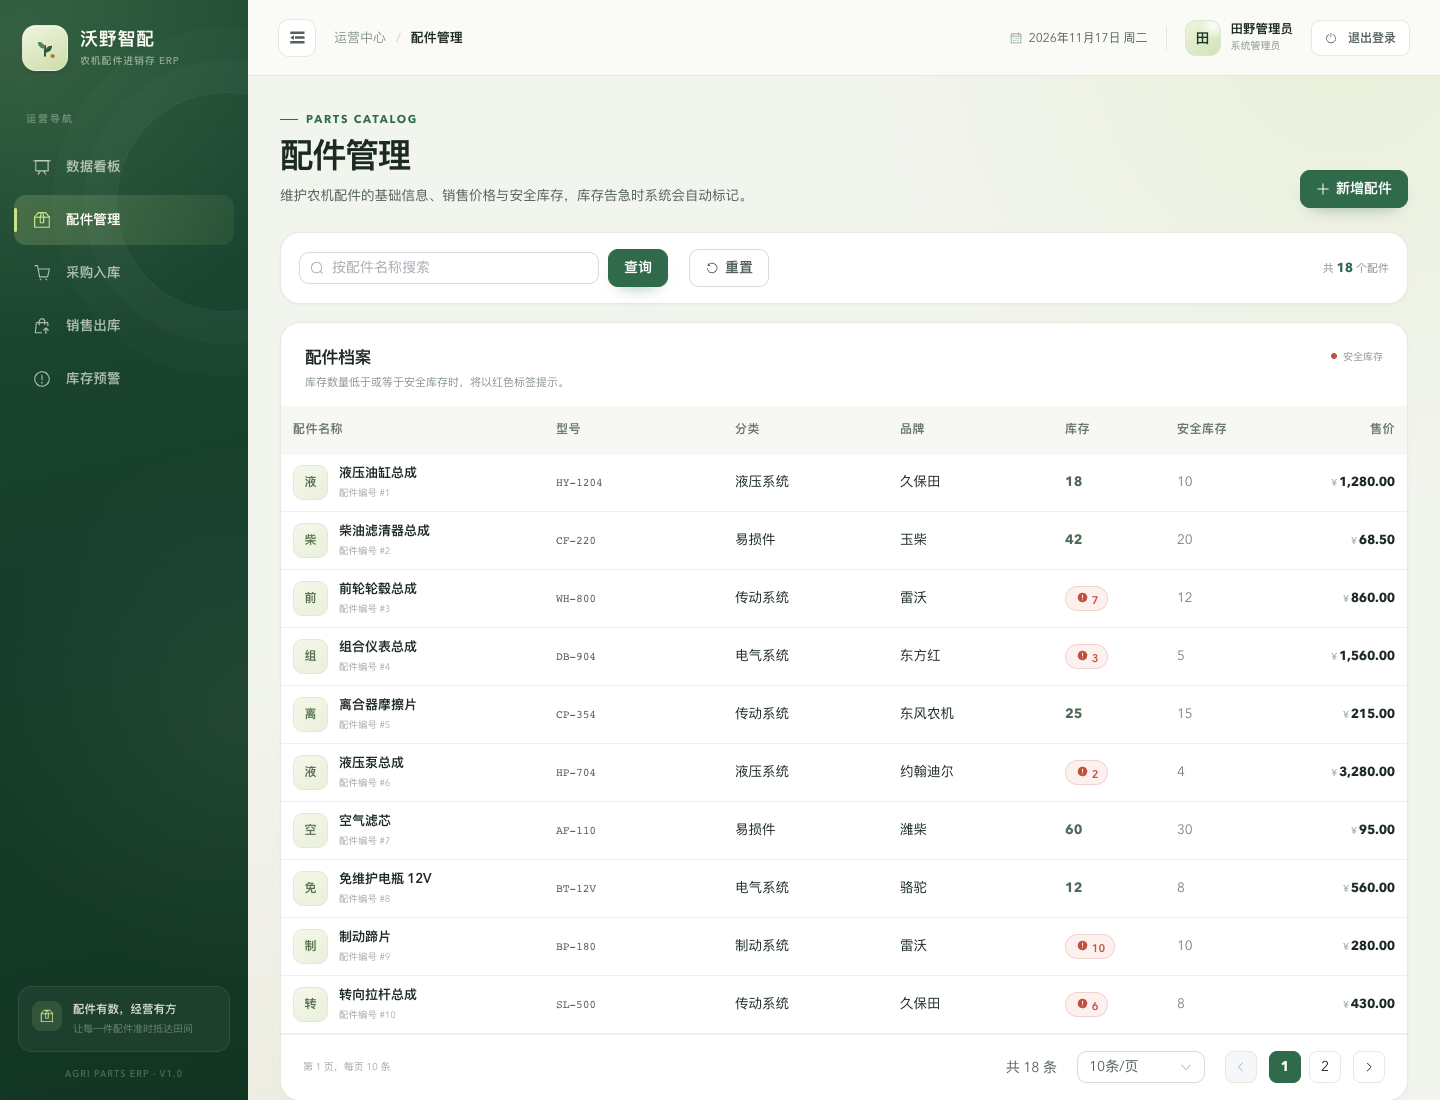 沃野智配
农机配件进销存 ERP
运营导航
数据看板
配件管理
采购入库
销售出库
库存预警
配件有数，经营有方
让每一件配件准时抵达田间
AGRI PARTS ERP · V1.0
运营中心 / 配件管理
2026年11月17日 周二
田
田野管理员
系统管理员
退出登录
PARTS CATALOG
配件管理
维护农机配件的基础信息、销售价格与安全库存，库存告急时系统会自动标记。
新增配件
按配件名称搜索
查询
重置
共 18 个配件
配件档案
库存数量低于或等于安全库存时，将以红色标签提示。
安全库存
配件名称 型号 分类 品牌 库存 安全库存 售价
液 液压油缸总成 HY-1204 液压系统 久保田 18 10 ¥1,280.00
配件编号 #1
柴 柴油滤清器总成 CF-220 易损件 玉柴 42 20 ¥68.50
配件编号 #2
前 前轮轮毂总成 WH-800 传动系统 雷沃 7 12 ¥860.00
配件编号 #3
组 组合仪表总成 DB-904 电气系统 东方红 3 5 ¥1,560.00
配件编号 #4
离 离合器摩擦片 CP-354 传动系统 东风农机 25 15 ¥215.00
配件编号 #5
液 液压泵总成 HP-704 液压系统 约翰迪尔 2 4 ¥3,280.00
配件编号 #6
空 空气滤芯 AF-110 易损件 潍柴 60 30 ¥95.00
配件编号 #7
免 免维护电瓶 12V BT-12V 电气系统 骆驼 12 8 ¥560.00
配件编号 #8
制 制动蹄片 BP-180 制动系统 雷沃 10 10 ¥280.00
配件编号 #9
转 转向拉杆总成 SL-500 传动系统 久保田 6 8 ¥430.00
配件编号 #10
第 1 页，每页 10 条
共 18 条
10条/页
1 2